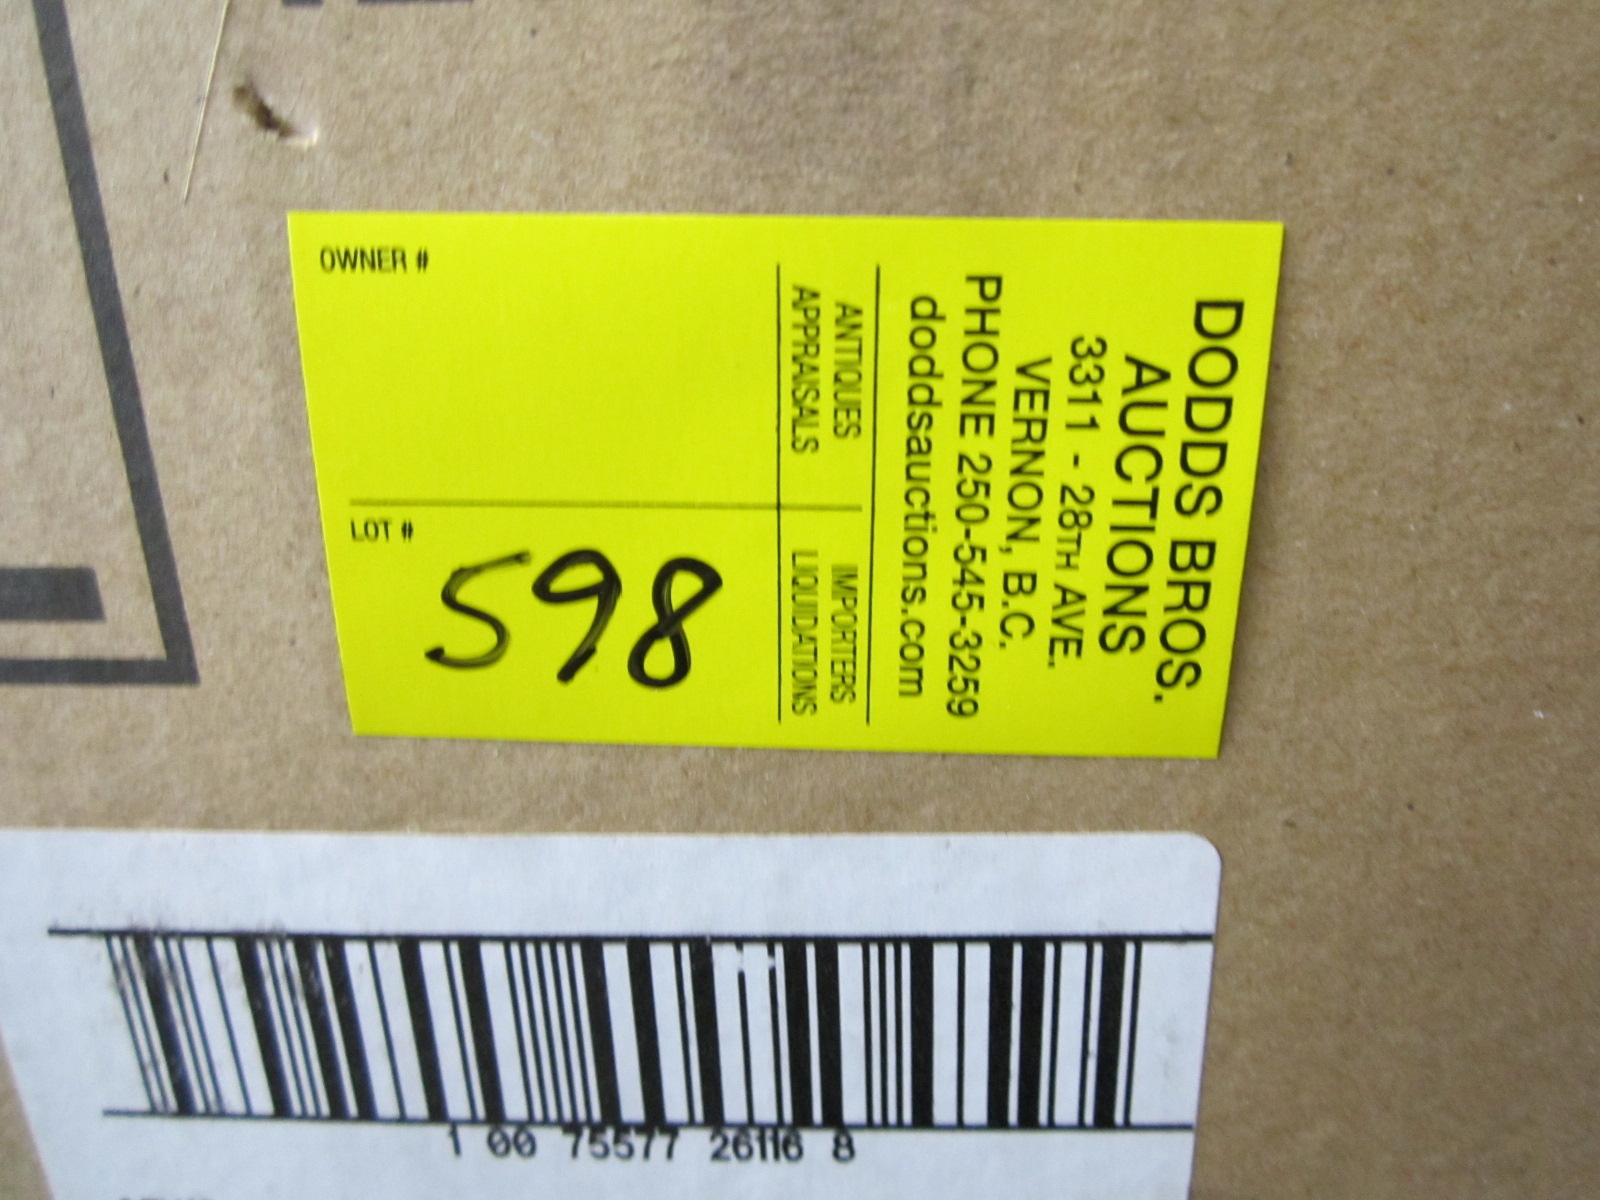 DODDS BROS.
AUCTIONS
3311 - 28TH AVE.
VERNON, B.C.
PHONE 250-545-3259
doddsauctions.com
ANTIQUES IMPORTERS
APPRAISALS LIQUIDATIONS
OWNER #
LOT #
598
1 00 75577 26116 8